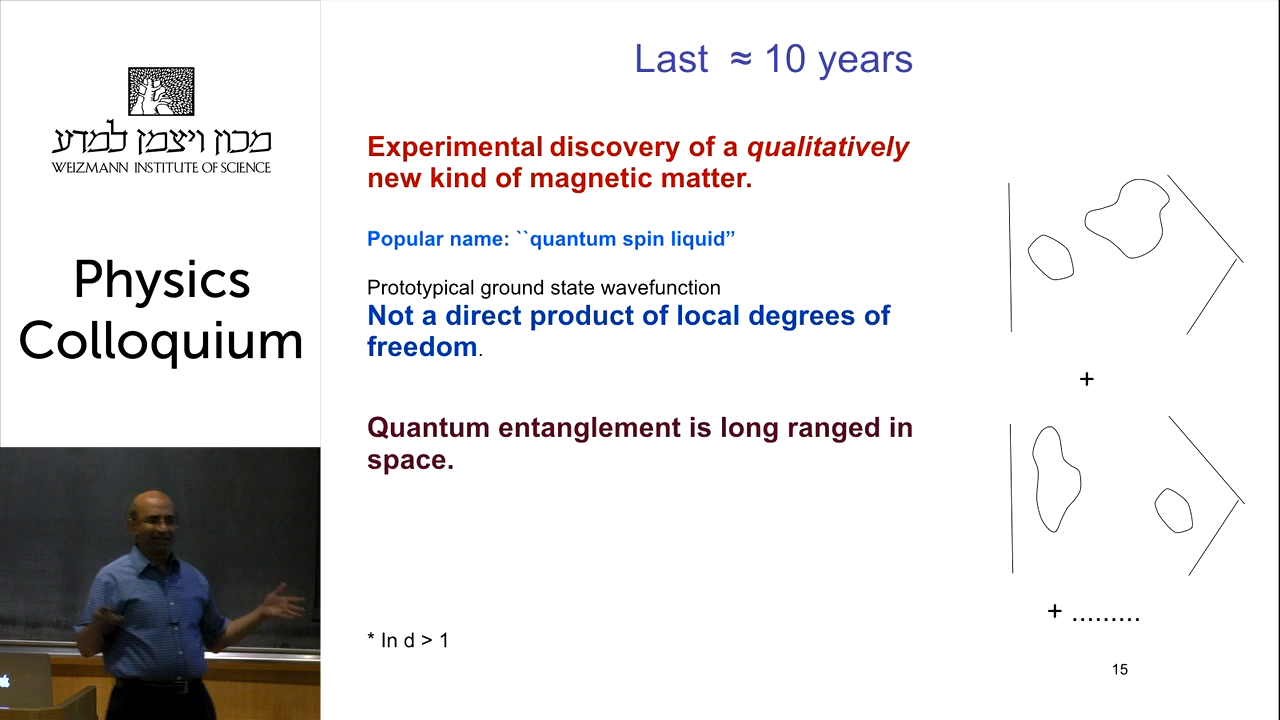 מכון ויצמן למדע
WEIZMANN INSTITUTE OF SCIENCE
Physics
Colloquium
Last ≈ 10 years
Experimental discovery of a qualitatively
new kind of magnetic matter.
Popular name: ``quantum spin liquid”
Prototypical ground state wavefunction
Not a direct product of local degrees of
freedom.
Quantum entanglement is long ranged in
space.
* In d > 1
+
+ .........
15